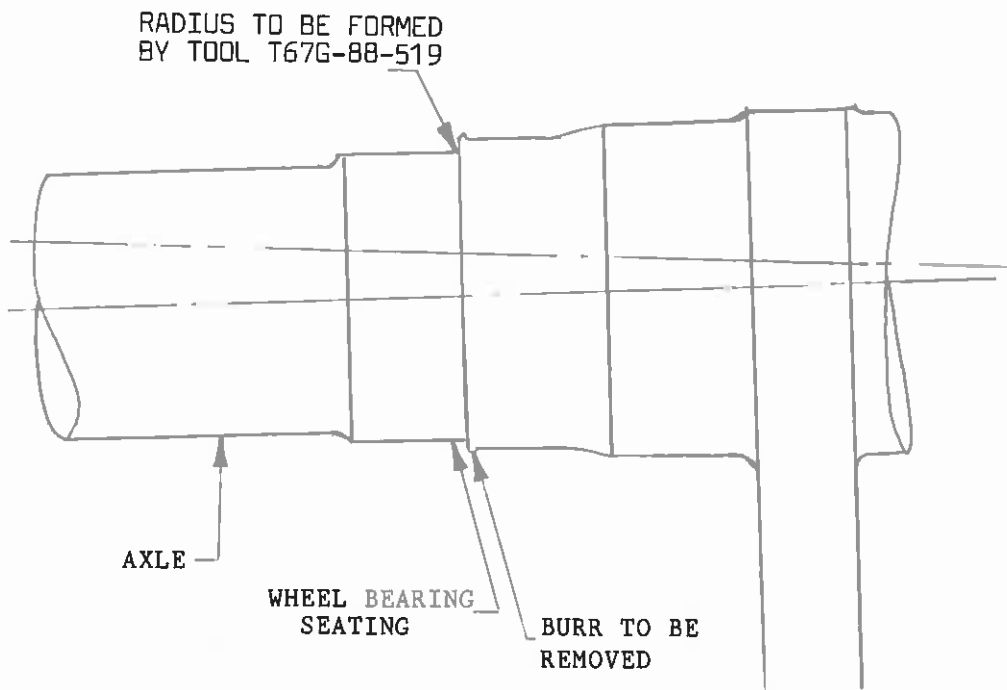 RADIUS TO BE FORMED
BY TOOL T67G-88-519
AXLE
WHEEL BEARING
SEATING
BURR TO BE
REMOVED